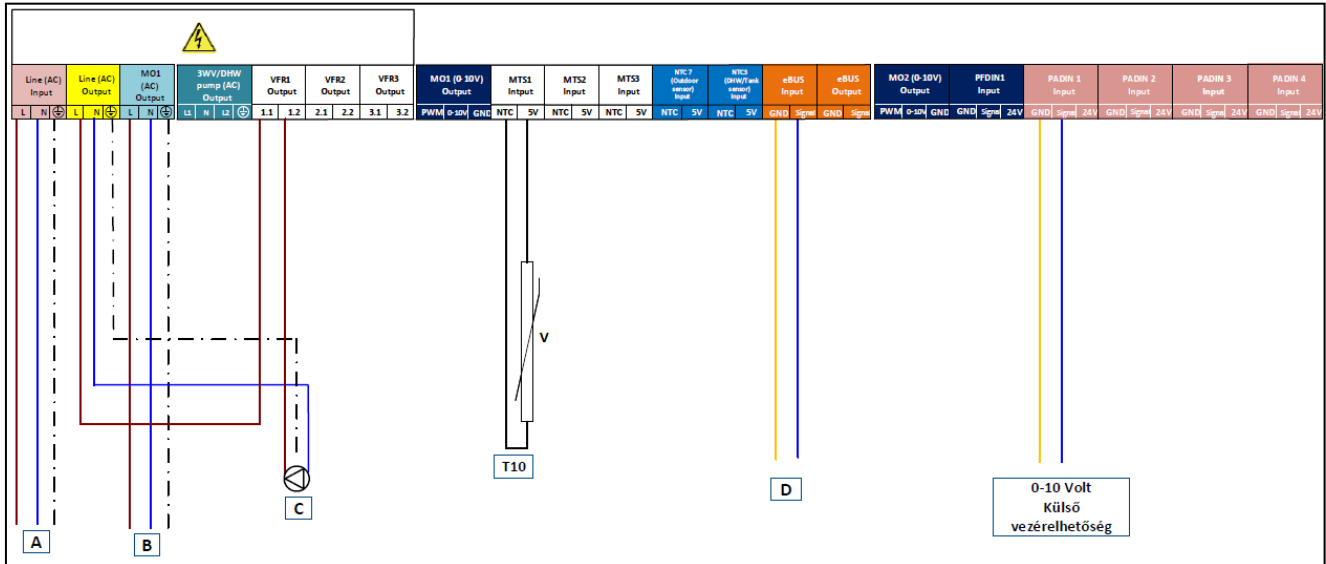 Line (AC) Input
Line (AC) Output
MO1 (AC) Output
3WV/DHW pump (AC) Output
VFR1 Output
VFR2 Output
VFR3 Output
MO1 (0-10V) Output
MTS1 Input
MTS2 Input
MTS3 Input
NTC 7 (Outdoor sensor) Input
NTC3 (DHW/Tank sensor) Input
eBUS Input
eBUS Output
MO2 (0-10V) Output
PFDIN1 Input
PADIN 1 Input
PADIN 2 Input
PADIN 3 Input
PADIN 4 Input
L N L N L N L1 N L2 1.1 1.2 2.1 2.2 3.1 3.2 PWM 0-10V GND NTC 5V NTC 5V NTC 5V NTC 5V NTC 5V GND Signal GND Signal PWM 0-10V GND GND Signal 24V GND Signal 24V GND Signal 24V GND Signal 24V GND Signal 24V
V
T10
C
D
0-10 Volt
Külső
vezérelhetőség
A
B